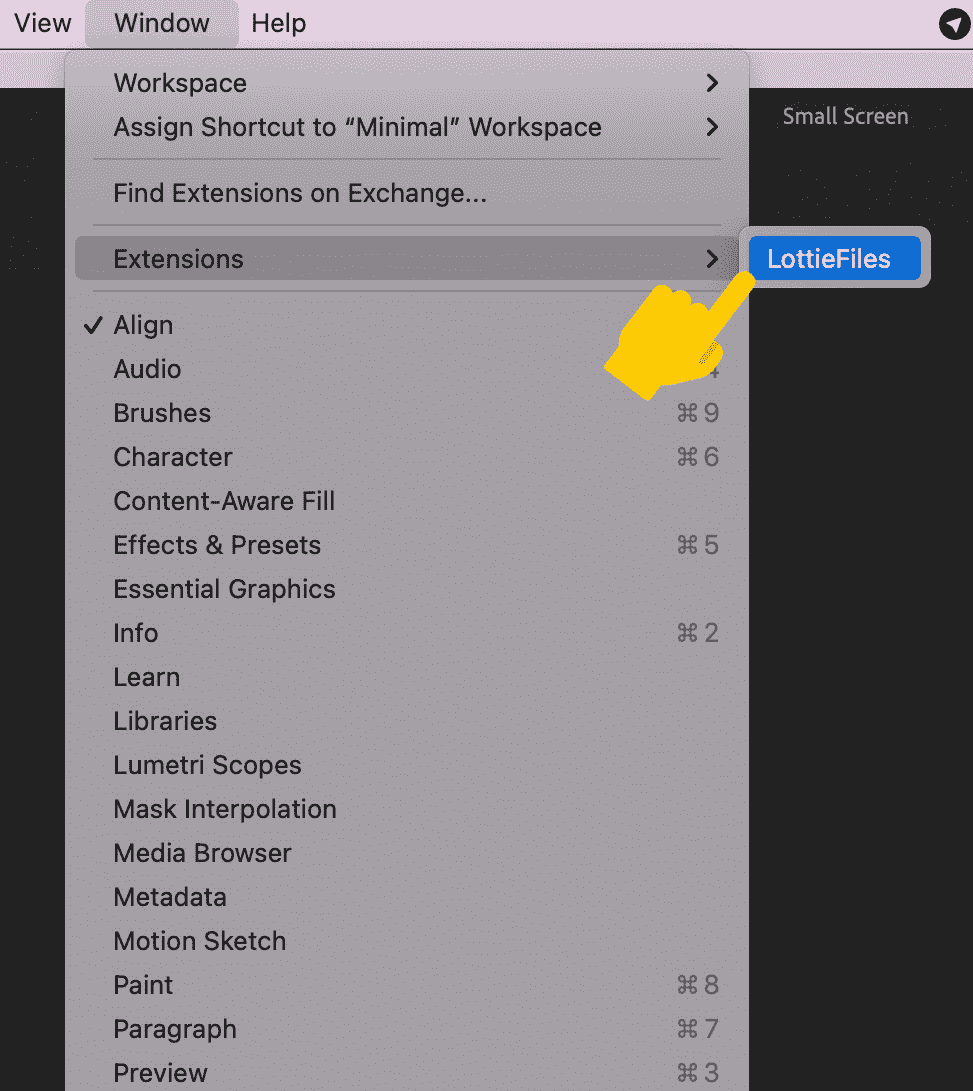 View Window Help
Workspace
Small Screen
Assign Shortcut to “Minimal” Workspace
Find Extensions on Exchange...
Extensions LottieFiles
✓ Align
Audio
Brushes ⌘ 9
Character ⌘ 6
Content-Aware Fill
Effects & Presets ⌘ 5
Essential Graphics
Info ⌘ 2
Learn
Libraries
Lumetri Scopes
Mask Interpolation
Media Browser
Metadata
Motion Sketch
Paint ⌘ 8
Paragraph ⌘ 7
Preview ⌘ 3